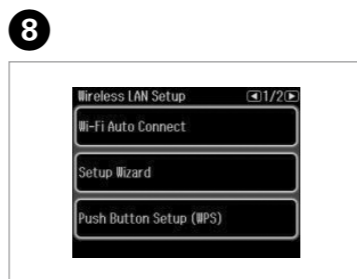 8
Wireless LAN Setup ◀1/2▶
Wi-Fi Auto Connect
Setup Wizard
Push Button Setup (WPS)